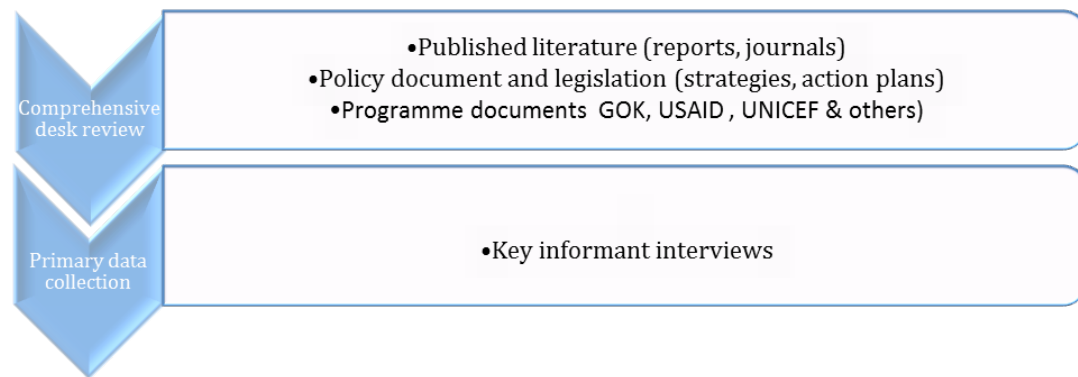 Comprehensive
desk review
•Published literature (reports, journals)
•Policy document and legislation (strategies, action plans)
•Programme documents GOK, USAID , UNICEF & others)
Primary data
collection
•Key informant interviews